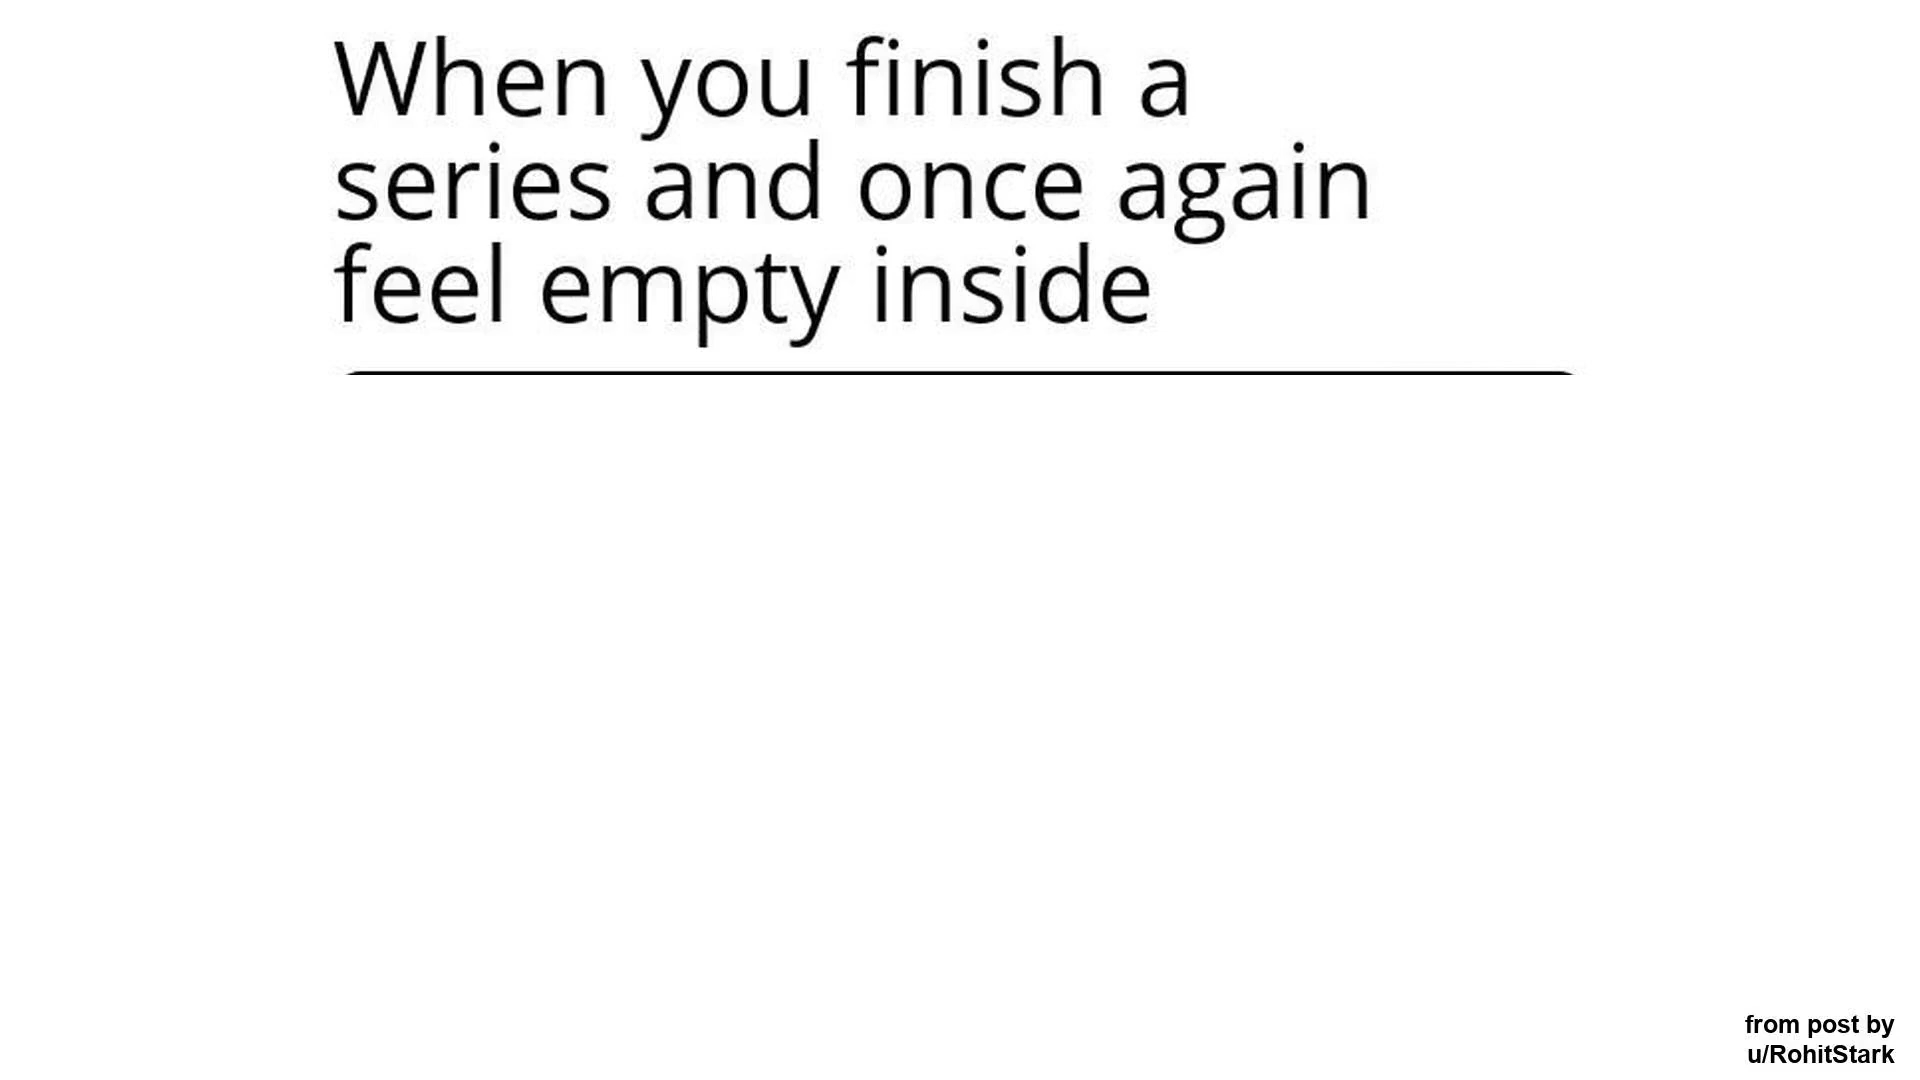 When you finish a
series and once again
feel empty inside
from post by
u/RohitStark